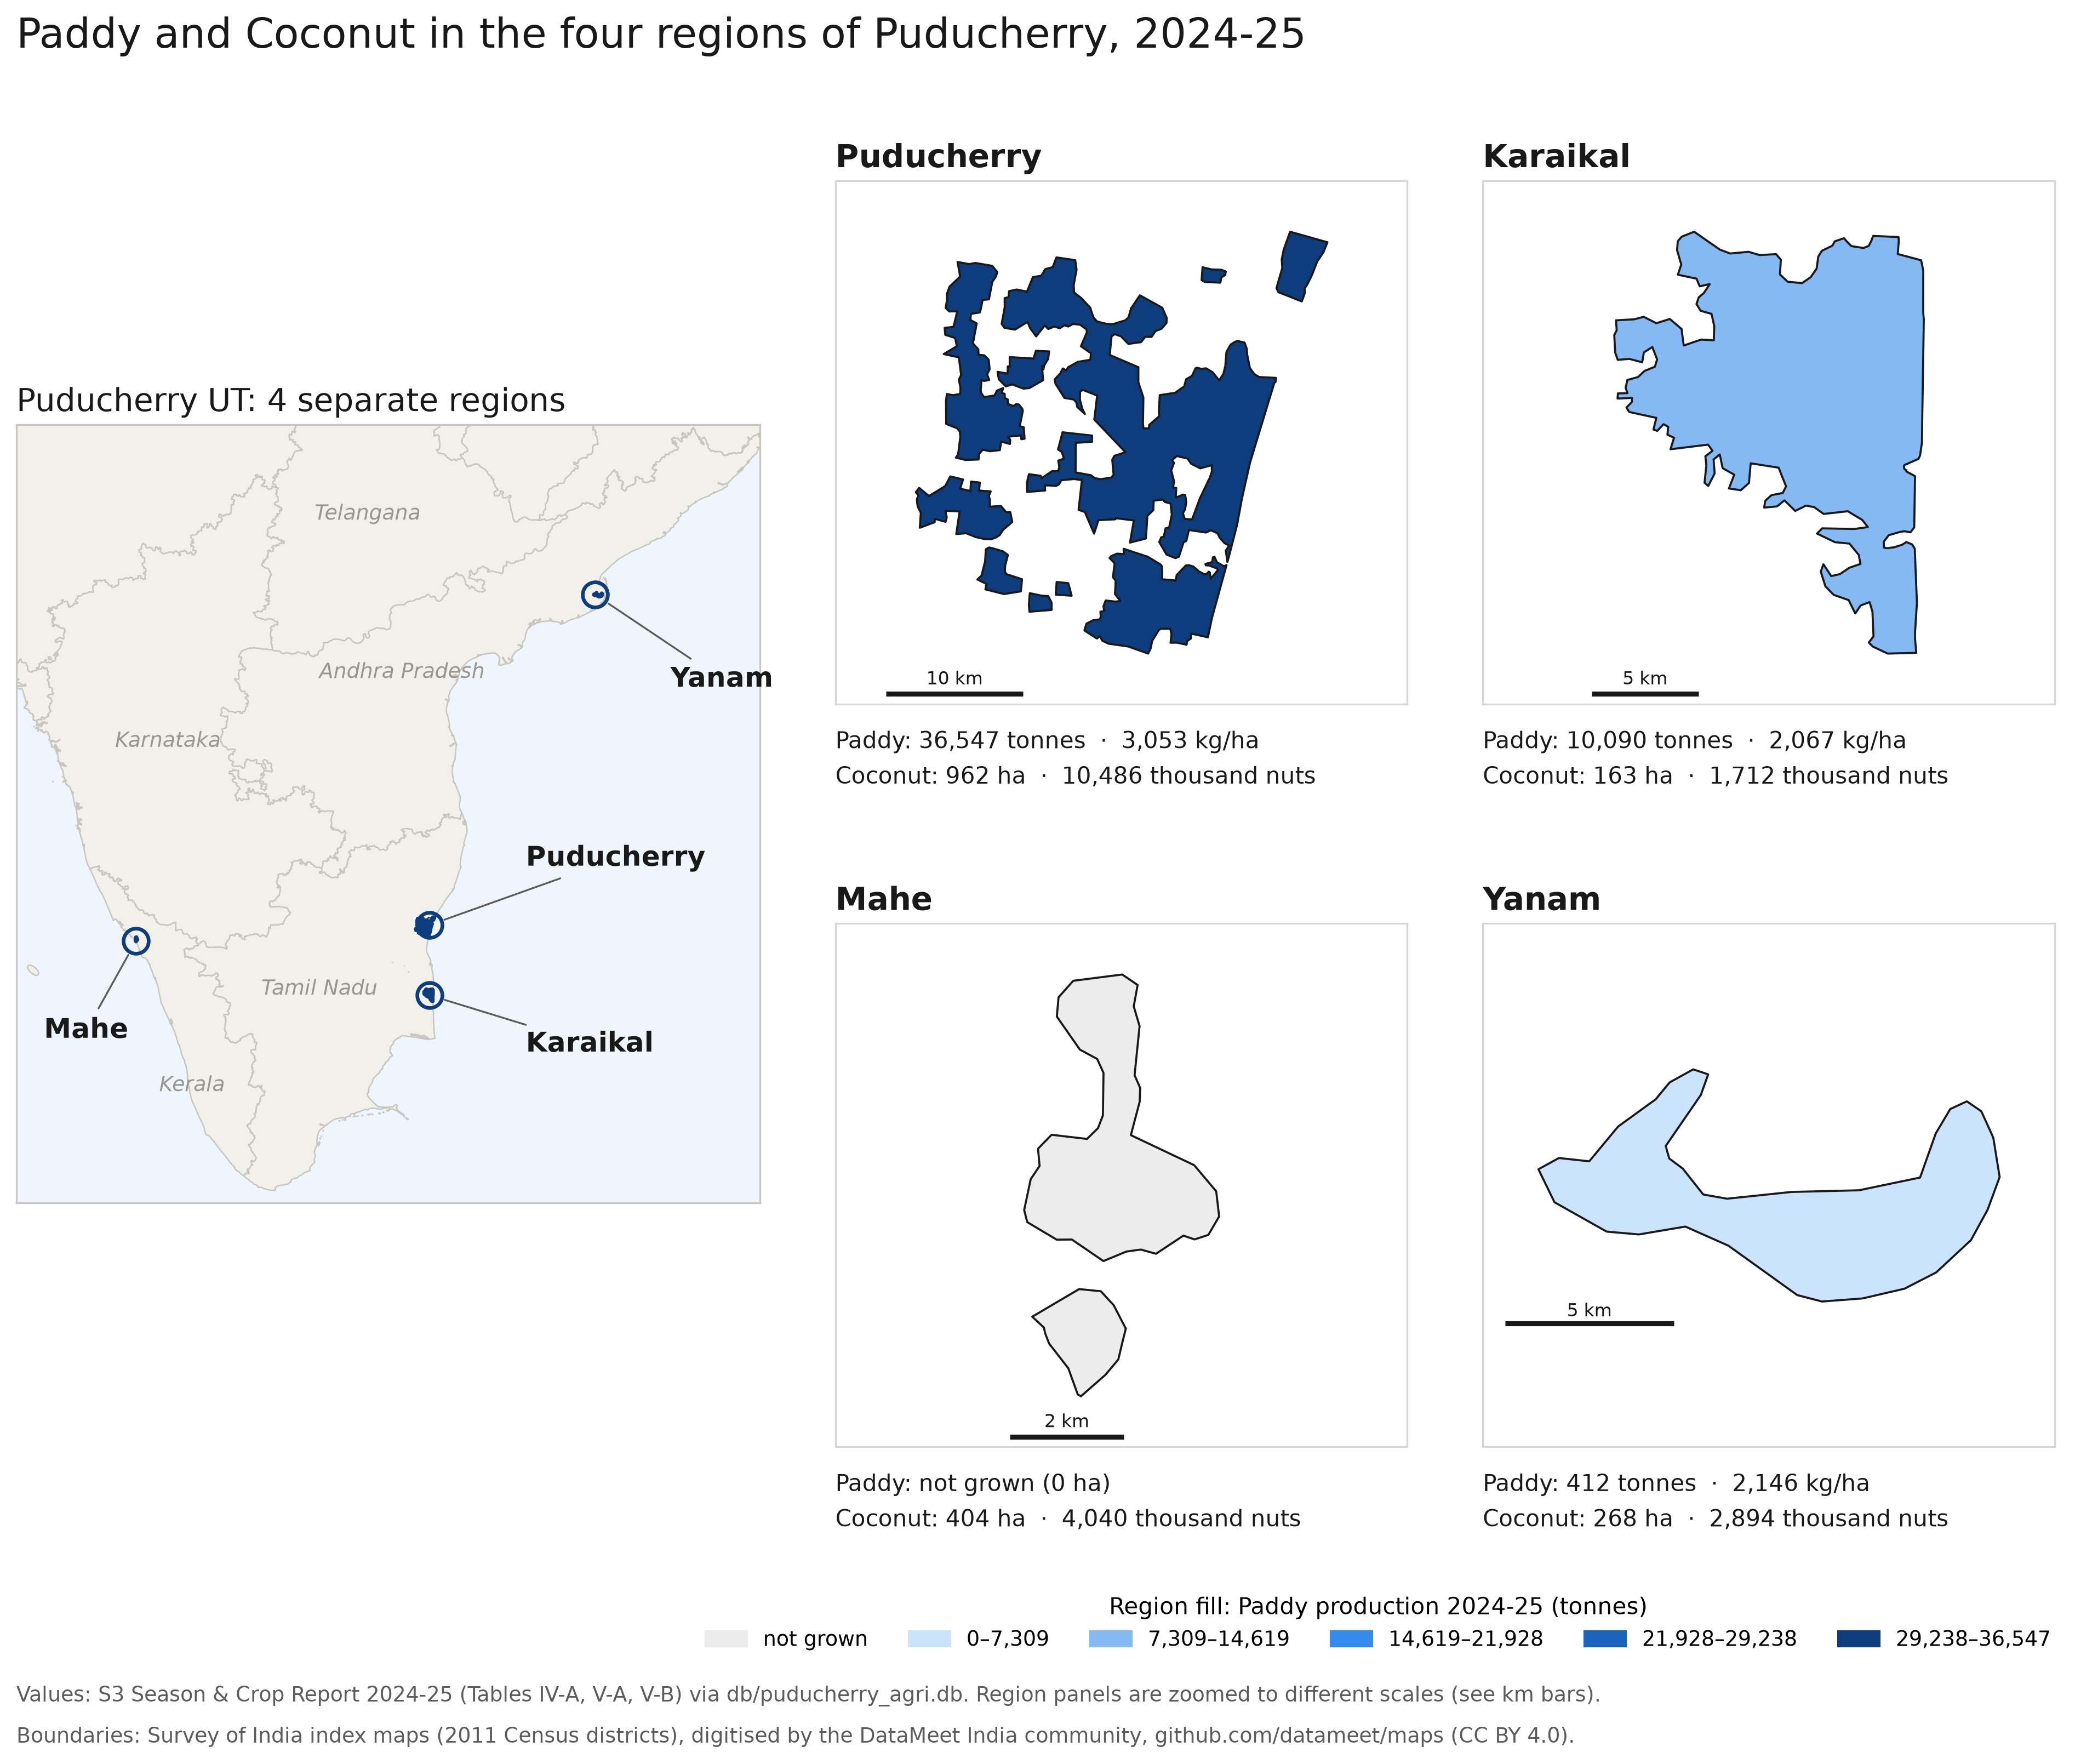 Paddy and Coconut in the four regions of Puducherry, 2024-25
Puducherry UT: 4 separate regions
Telangana
Andhra Pradesh
Yanam
Karnataka
Puducherry
Mahe
Tamil Nadu
Karaikal
Kerala
Puducherry
10 km
Paddy: 36,547 tonnes · 3,053 kg/ha
Coconut: 962 ha · 10,486 thousand nuts
Karaikal
5 km
Paddy: 10,090 tonnes · 2,067 kg/ha
Coconut: 163 ha · 1,712 thousand nuts
Mahe
2 km
Paddy: not grown (0 ha)
Coconut: 404 ha · 4,040 thousand nuts
Yanam
5 km
Paddy: 412 tonnes · 2,146 kg/ha
Coconut: 268 ha · 2,894 thousand nuts
Region fill: Paddy production 2024-25 (tonnes)
not grown 0–7,309 7,309–14,619 14,619–21,928 21,928–29,238 29,238–36,547
Values: S3 Season & Crop Report 2024-25 (Tables IV-A, V-A, V-B) via db/puducherry_agri.db. Region panels are zoomed to different scales (see km bars).
Boundaries: Survey of India index maps (2011 Census districts), digitised by the DataMeet India community, github.com/datameet/maps (CC BY 4.0).